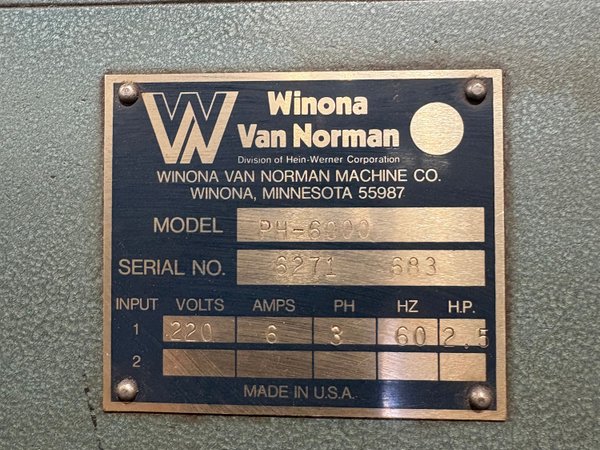 Winona
Van Norman
Division of Hein-Werner Corporation
WINONA VAN NORMAN MACHINE CO.
WINONA, MINNESOTA 55987
MODEL PH-6000
SERIAL NO. 6271 683
INPUT VOLTS AMPS PH HZ H.P.
1 220 6 3 60 2.5
2
MADE IN U.S.A.